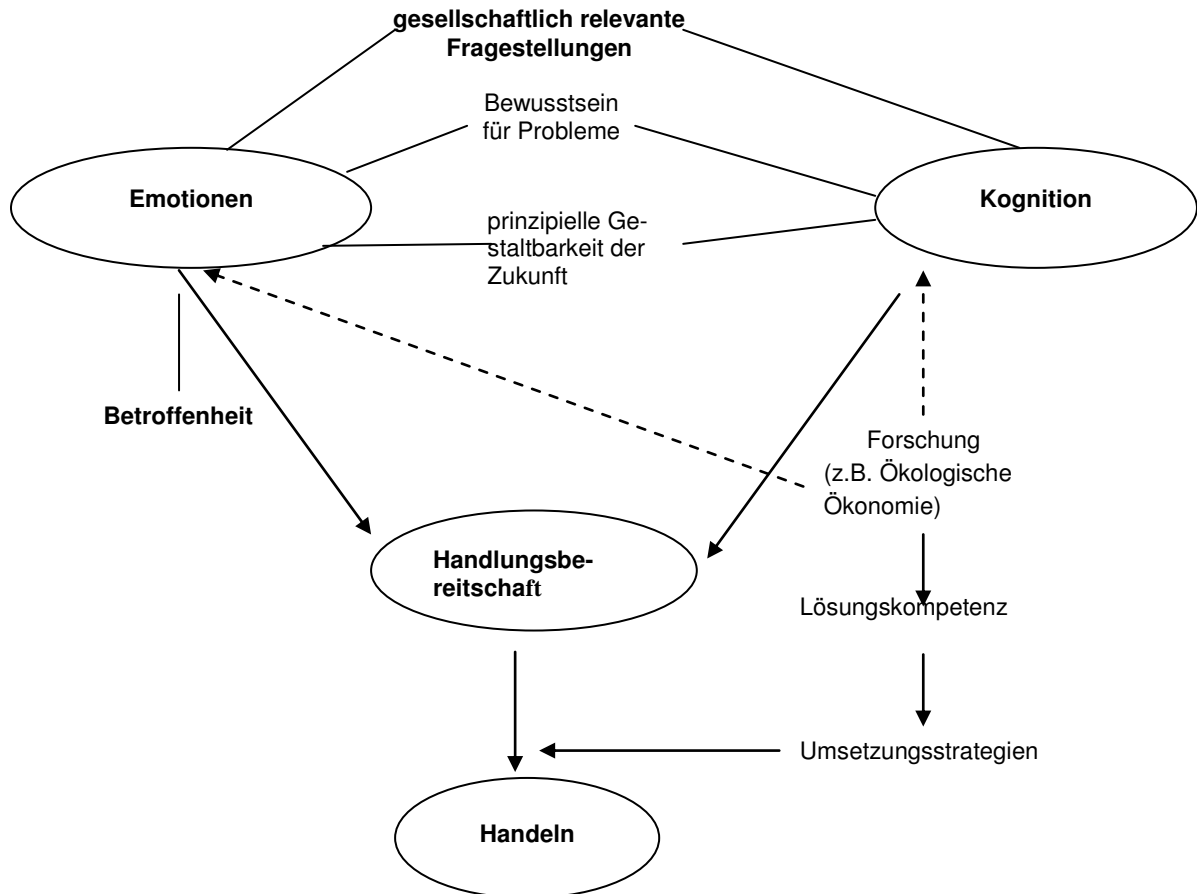 gesellschaftlich relevante
Fragestellungen
Bewusstsein
für Probleme
Emotionen
Kognition
prinzipielle Ge-
staltbarkeit der
Zukunft
Betroffenheit
Forschung
(z.B. Ökologische
Ökonomie)
Handlungsbe-
reitschaft
Lösungskompetenz
Umsetzungsstrategien
Handeln